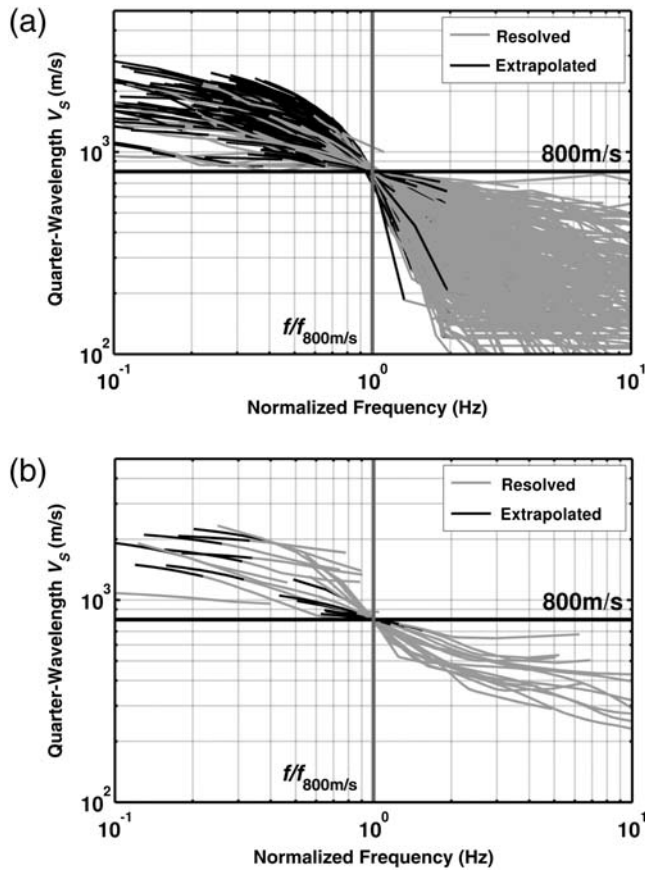 (a)
Quarter-Wavelength V_S (m/s)
10^3
10^2
Resolved
Extrapolated
800m/s
f/f_800m/s
10^-1
10^0
10^1
Normalized Frequency (Hz)
(b)
Quarter-Wavelength V_S (m/s)
10^3
10^2
Resolved
Extrapolated
800m/s
f/f_800m/s
10^-1
10^0
10^1
Normalized Frequency (Hz)